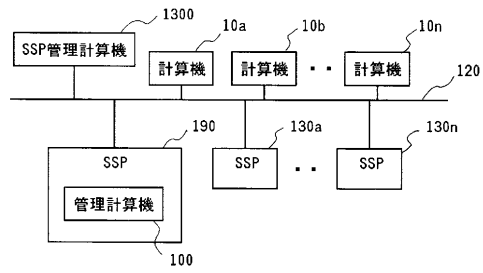 1300
SSP管理計算機
10a
計算機
10b
計算機
・・
10n
計算機
120
190
SSP
管理計算機
100
130a
SSP
・・
130n
SSP